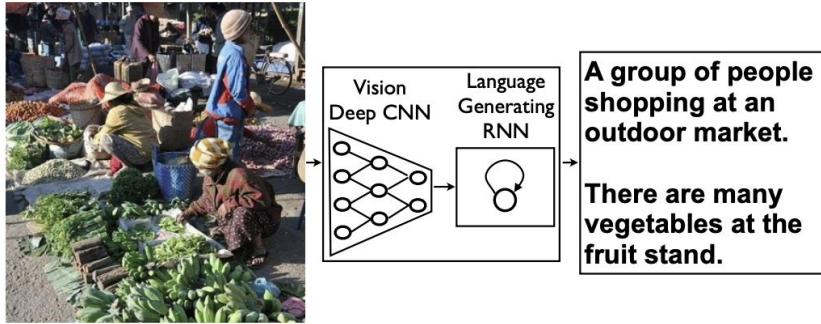 Vision
Deep CNN
Language
Generating
RNN
A group of people
shopping at an
outdoor market.
There are many
vegetables at the
fruit stand.